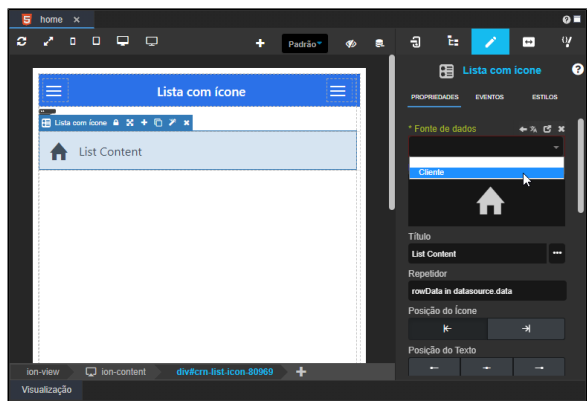 home ×
Padrão
Lista com ícone
Lista com ícone
List Content
Lista com ícone
PROPRIEDADES EVENTOS ESTILOS
* Fonte de dados
Cliente
Título
List Content
Repetidor
rowData in datasource.data
Posição do Ícone
Posição do Texto
ion-view ion-content div#crn-list-icon-80969
Visualização